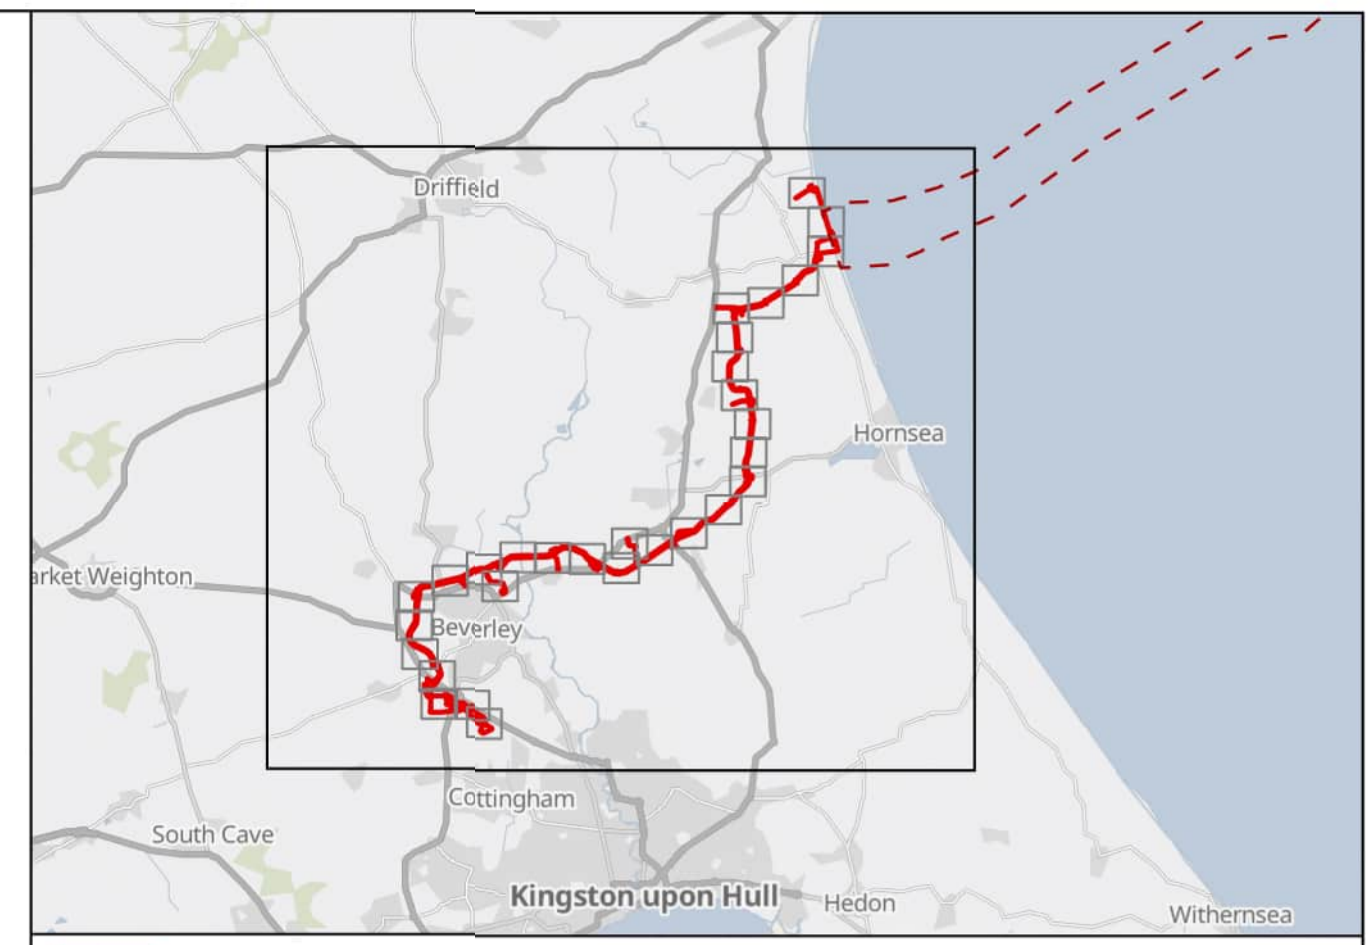 Driffield
Hornsea
arket Weighton
Beverley
Cottingham
South Cave
Kingston upon Hull
Hedon
Withernsea